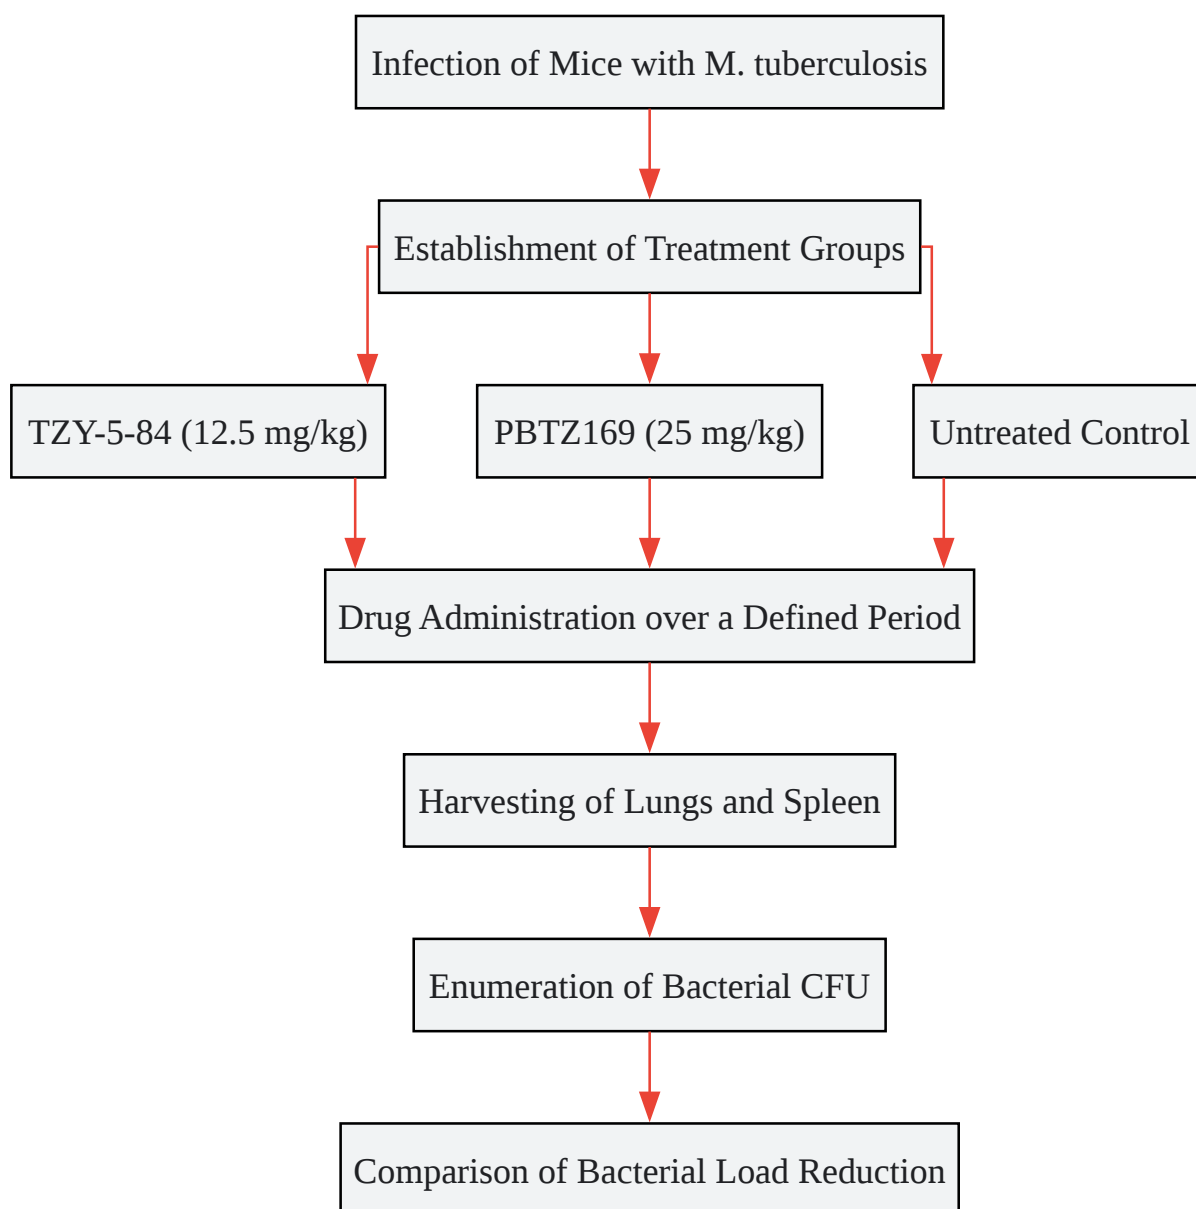 Infection of Mice with M. tuberculosis
Establishment of Treatment Groups
TZY-5-84 (12.5 mg/kg)
PBTZ169 (25 mg/kg)
Untreated Control
Drug Administration over a Defined Period
Harvesting of Lungs and Spleen
Enumeration of Bacterial CFU
Comparison of Bacterial Load Reduction